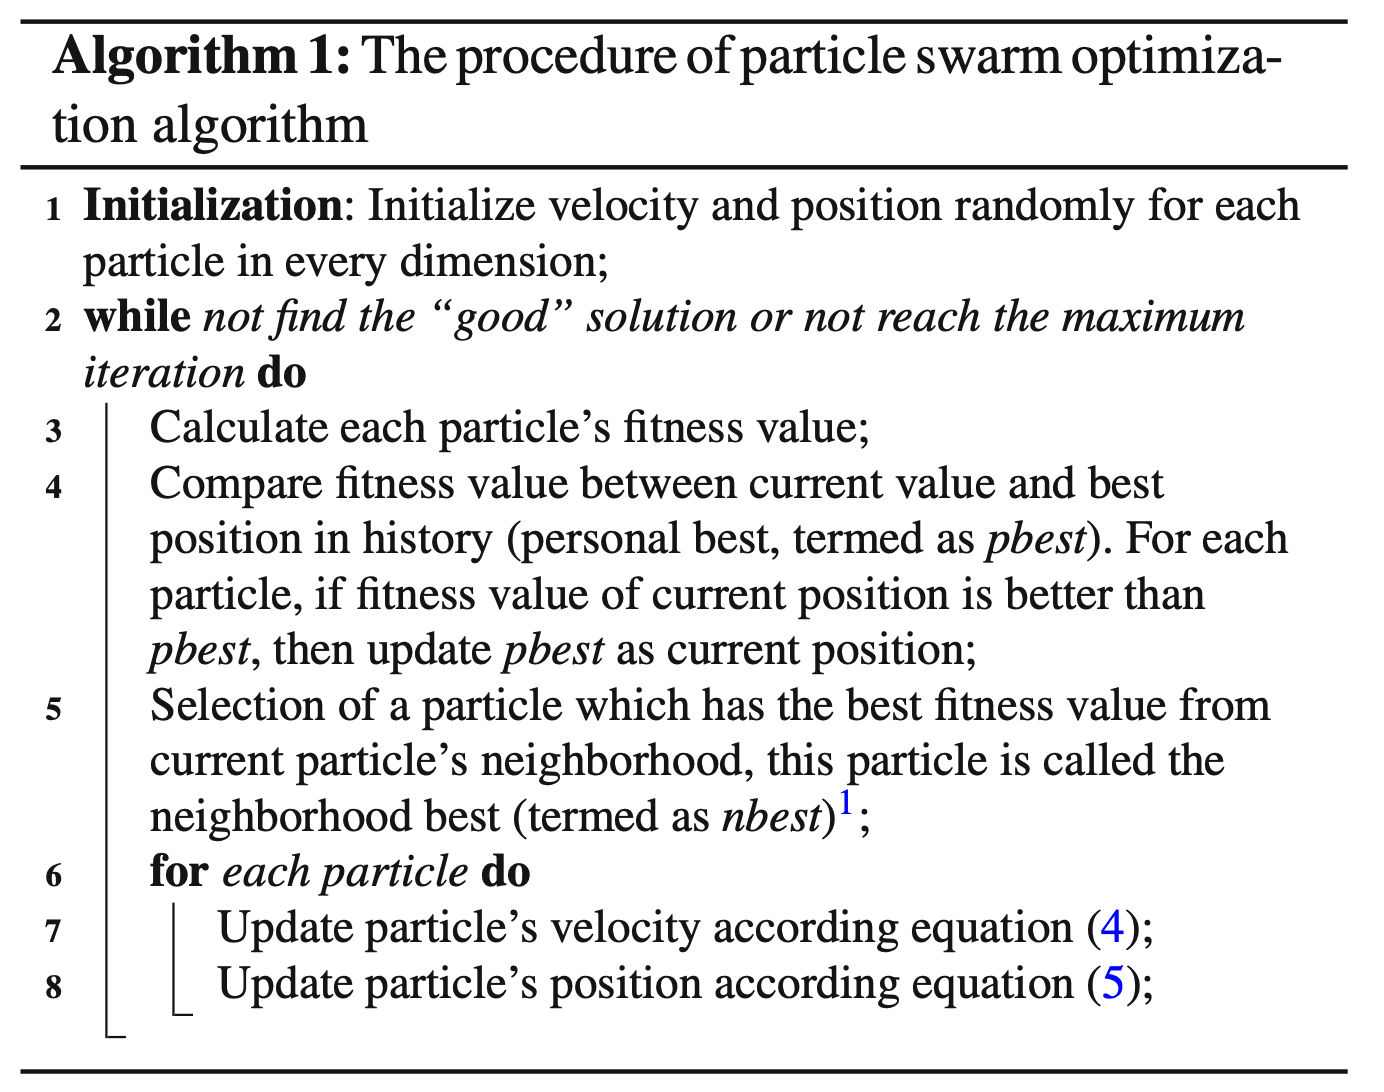 Algorithm 1: The procedure of particle swarm optimiza-
tion algorithm
1 Initialization: Initialize velocity and position randomly for each
particle in every dimension;
2 while not find the “good” solution or not reach the maximum
iteration do
3 Calculate each particle’s fitness value;
4 Compare fitness value between current value and best
position in history (personal best, termed as pbest). For each
particle, if fitness value of current position is better than
pbest, then update pbest as current position;
5 Selection of a particle which has the best fitness value from
current particle’s neighborhood, this particle is called the
neighborhood best (termed as nbest)1;
6 for each particle do
7 Update particle’s velocity according equation (4);
8 Update particle’s position according equation (5);